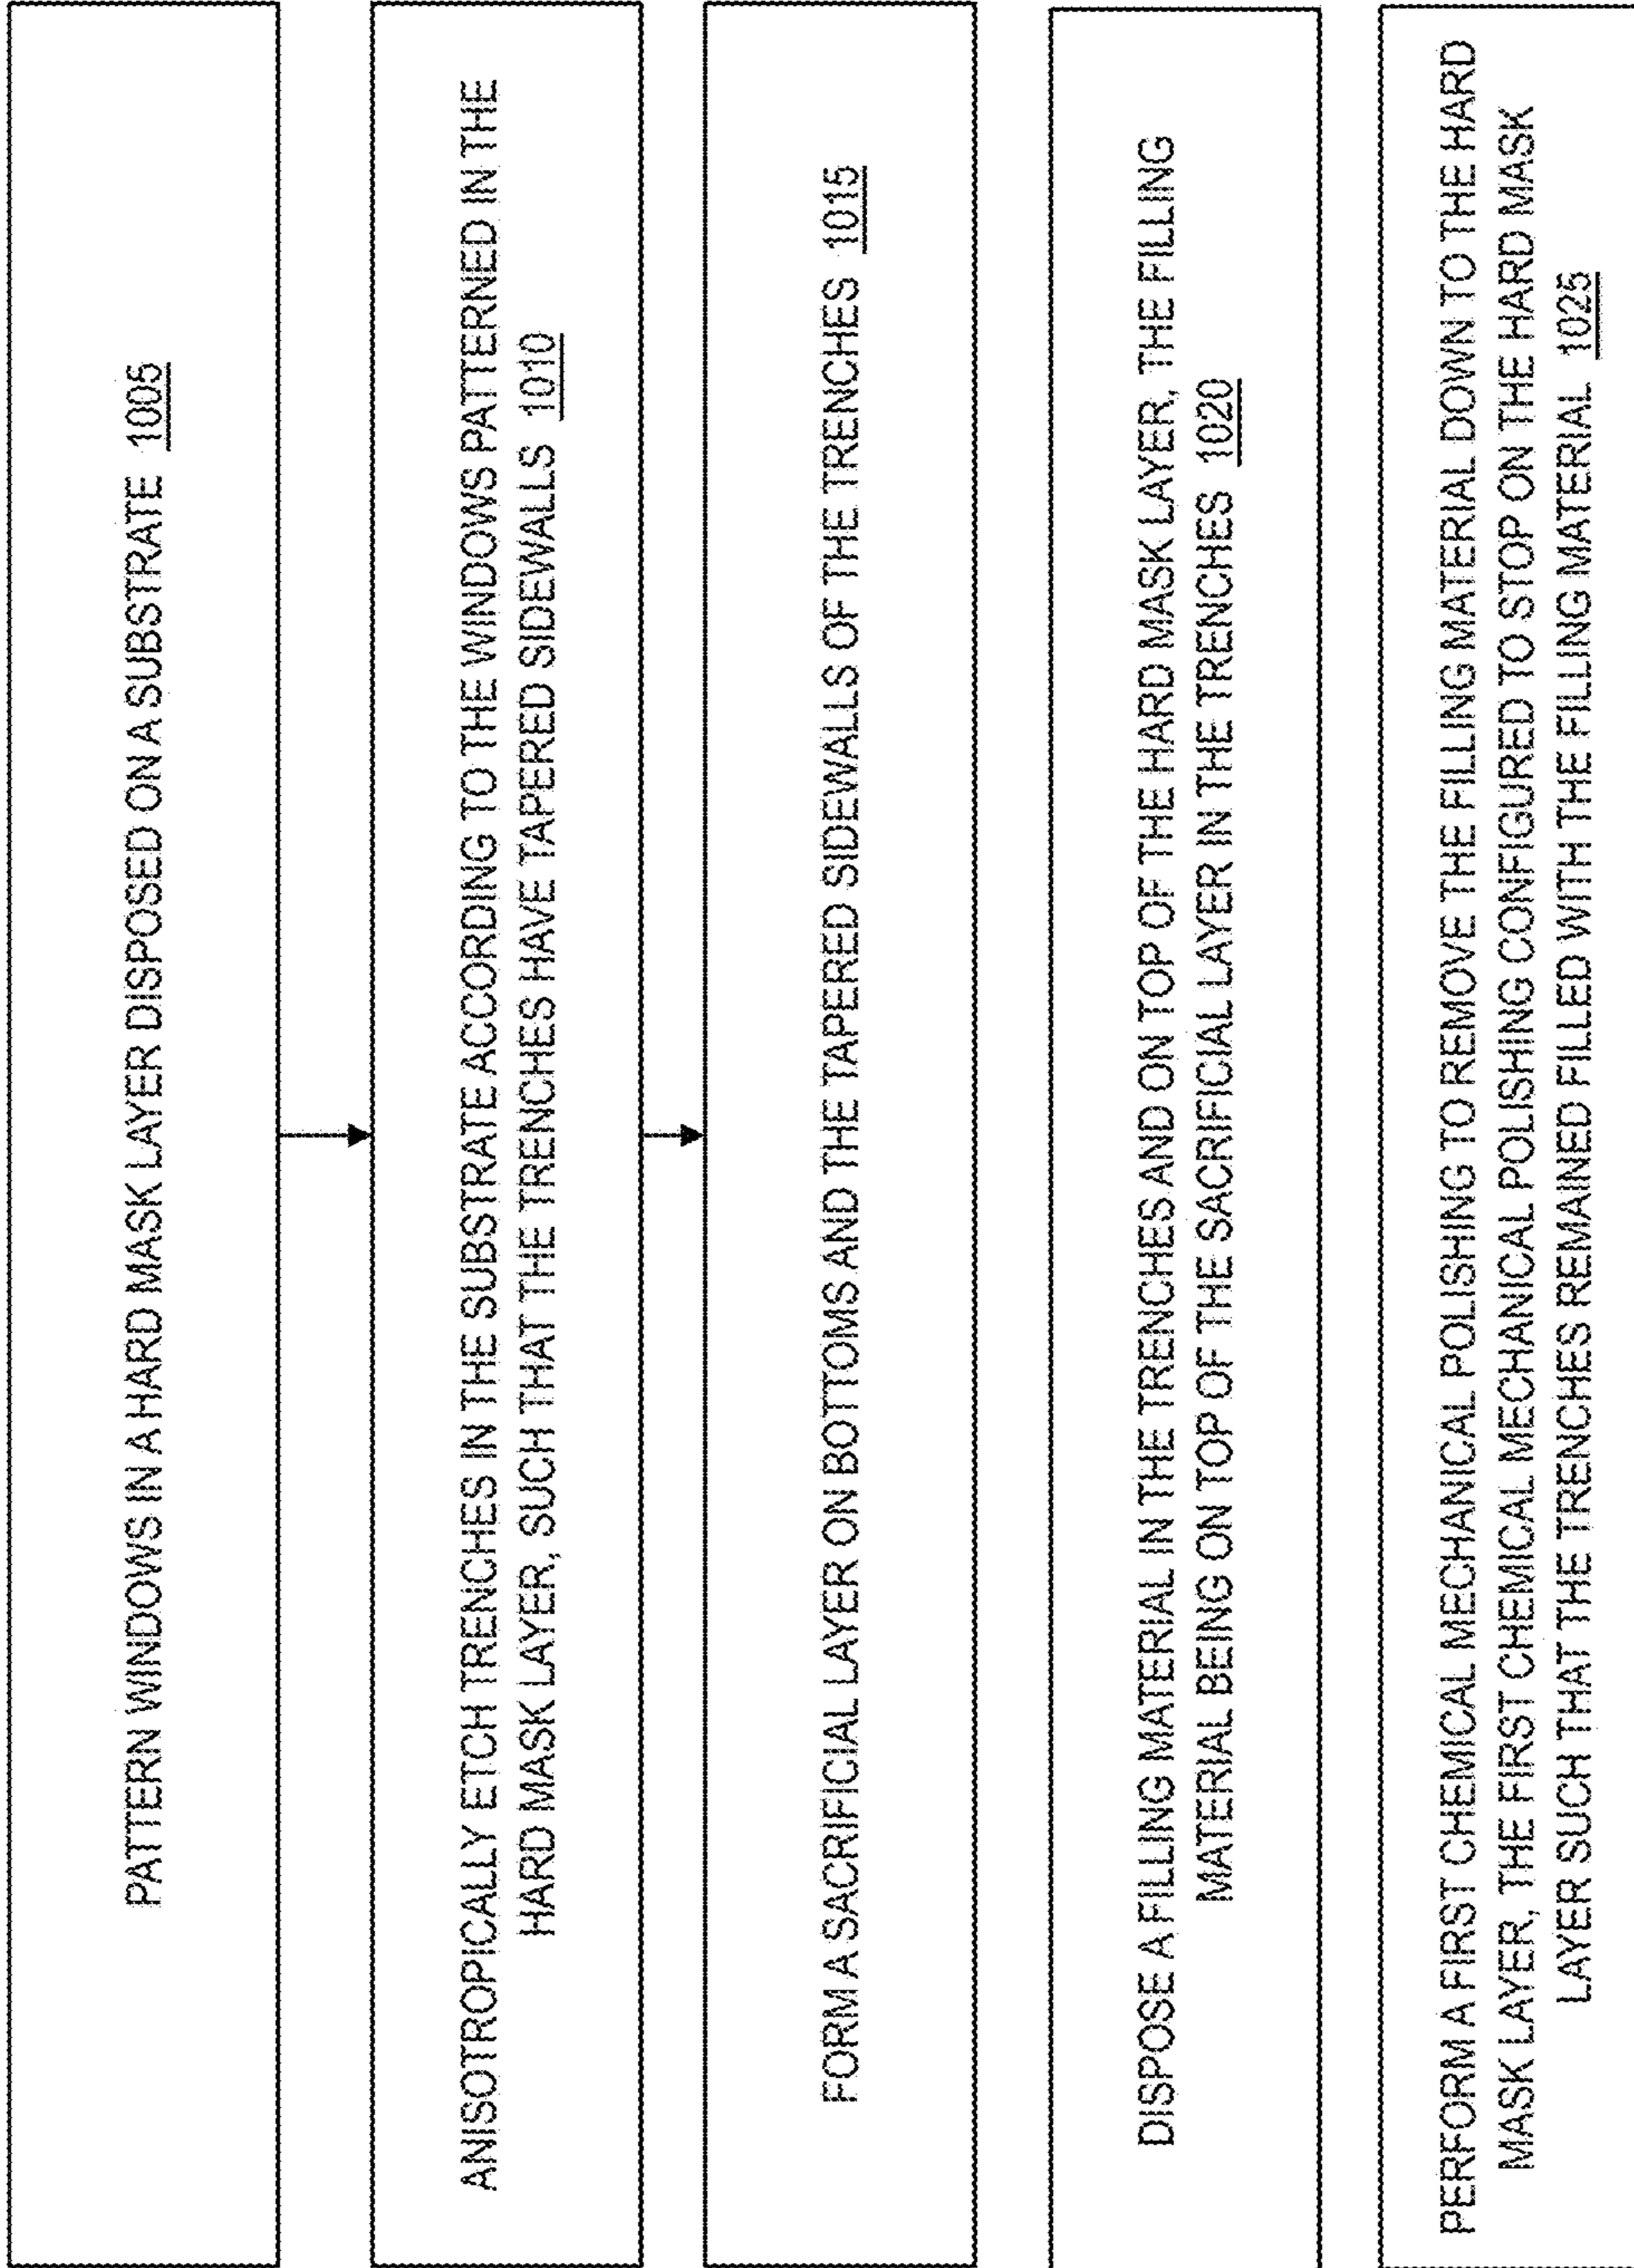 PATTERN WINDOWS IN A HARD MASK LAYER DISPOSED ON A SUBSTRATE 1005
ANISOTROPICALLY ETCH TRENCHES IN THE SUBSTRATE ACCORDING TO THE WINDOWS PATTERNED IN THE
HARD MASK LAYER, SUCH THAT THE TRENCHES HAVE TAPERED SIDEWALLS 1010
FORM A SACRIFICIAL LAYER ON BOTTOMS AND THE TAPERED SIDEWALLS OF THE TRENCHES 1015
DISPOSE A FILLING MATERIAL IN THE TRENCHES AND ON TOP OF THE HARD MASK LAYER, THE FILLING
MATERIAL BEING ON TOP OF THE SACRIFICIAL LAYER IN THE TRENCHES 1020
PERFORM A FIRST CHEMICAL MECHANICAL POLISHING TO REMOVE THE FILLING MATERIAL DOWN TO THE HARD
MASK LAYER, THE FIRST CHEMICAL MECHANICAL POLISHING CONFIGURED TO STOP ON THE HARD MASK
LAYER SUCH THAT THE TRENCHES REMAINED FILLED WITH THE FILLING MATERIAL 1025